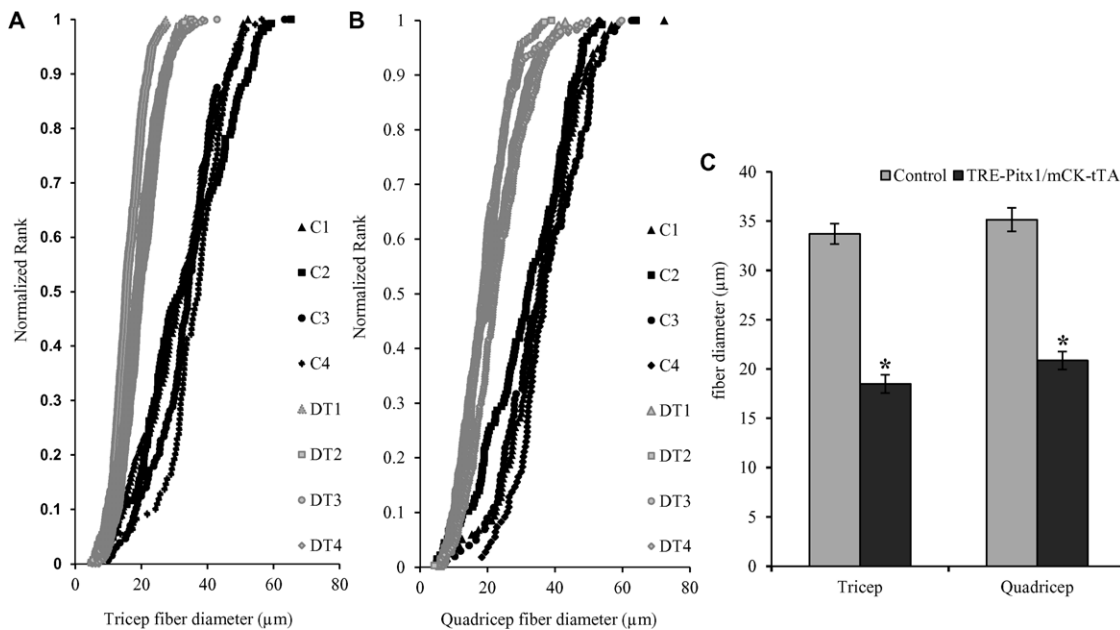 A
Normalized Rank
1
0.9
0.8
0.7
0.6
0.5
0.4
0.3
0.2
0.1
0
0 20 40 60 80
Tricep fiber diameter (µm)
C1
C2
C3
C4
DT1
DT2
DT3
DT4
B
Normalized Rank
1
0.9
0.8
0.7
0.6
0.5
0.4
0.3
0.2
0.1
0
0 20 40 60 80
Quadricep fiber diameter (µm)
C1
C2
C3
C4
DT1
DT2
DT3
DT4
C
Control TRE-Pitx1/mCK-tTA
fiber diameter (µm)
40
35
30
25
20
15
10
5
0
* *
Tricep Quadricep